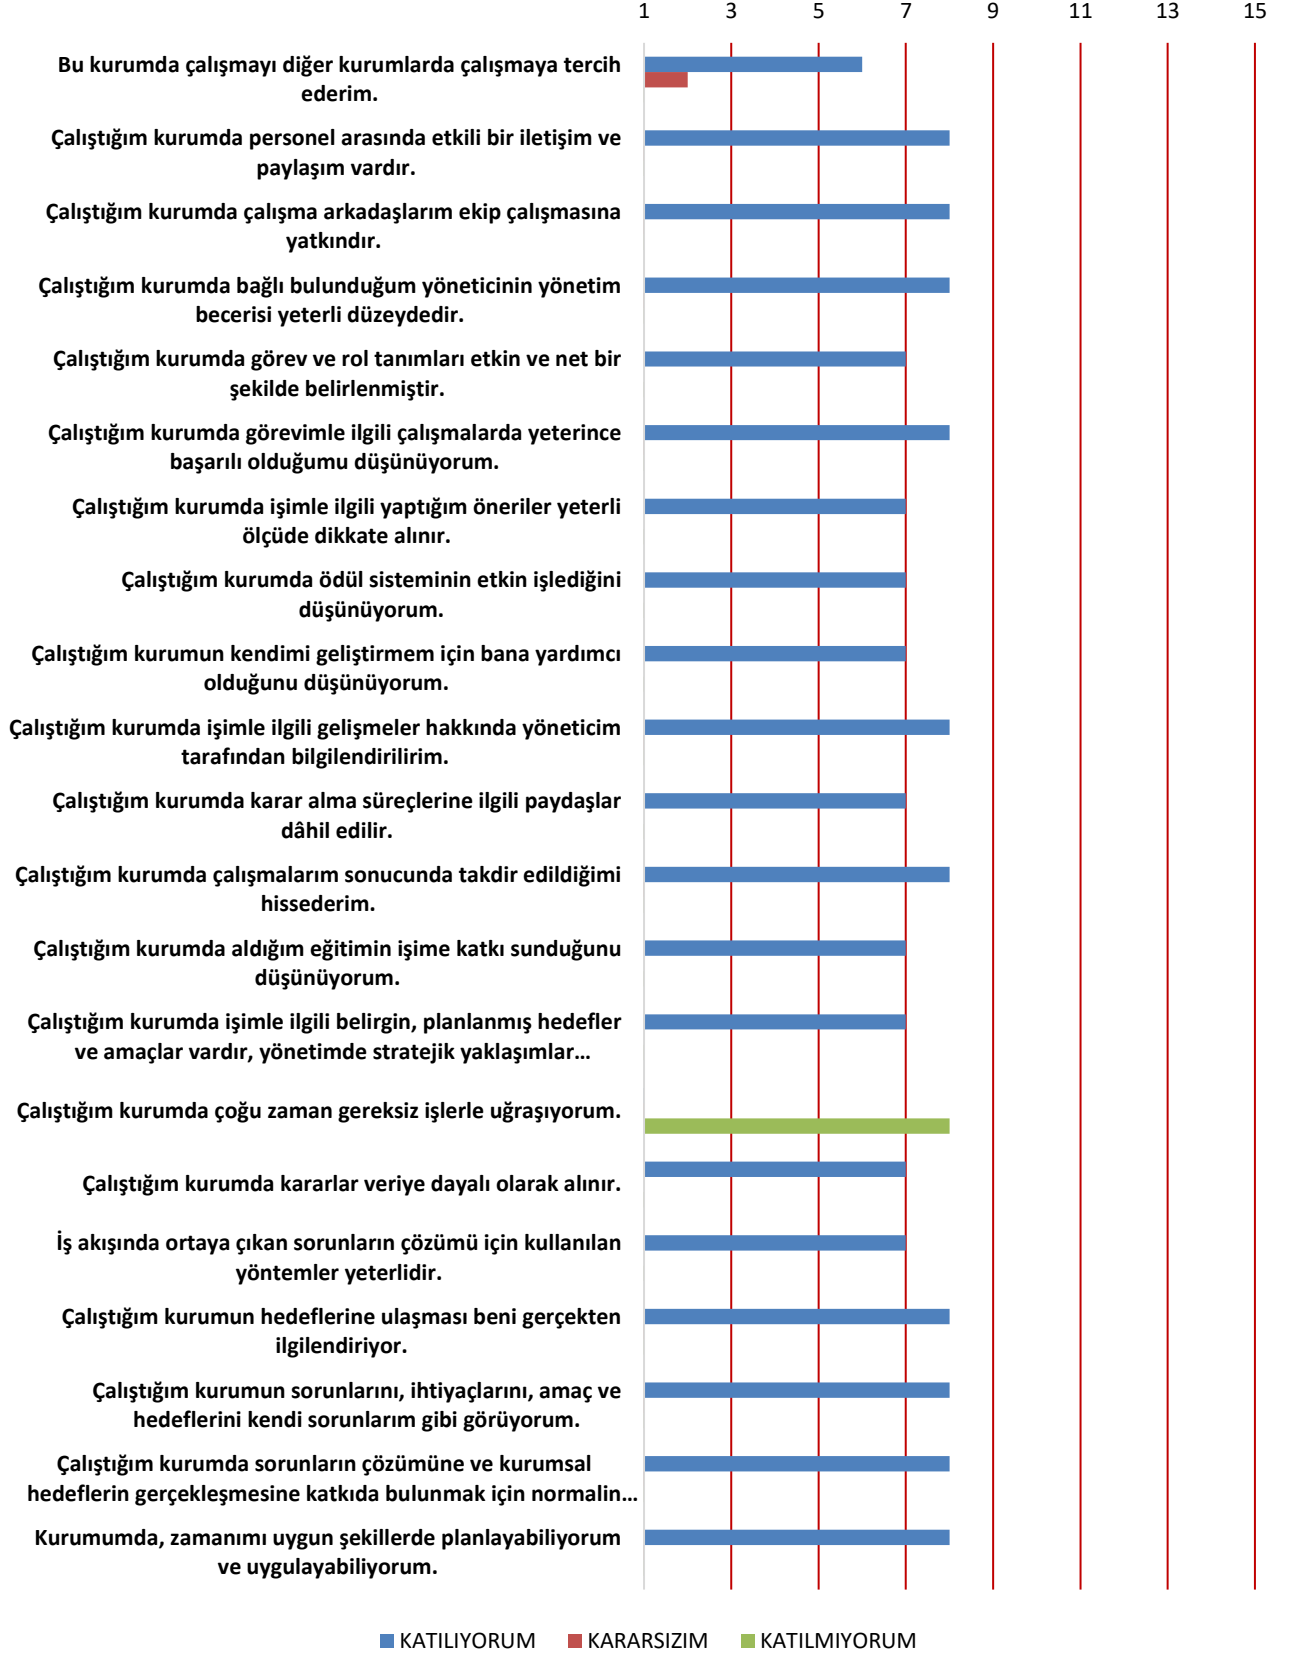 1 3 5 7 9 11 13 15
Bu kurumda çalışmayı diğer kurumlarda çalışmaya tercih
ederim.
Çalıştığım kurumda personel arasında etkili bir iletişim ve
paylaşım vardır.
Çalıştığım kurumda çalışma arkadaşlarım ekip çalışmasına
yatkındır.
Çalıştığım kurumda bağlı bulunduğum yöneticinin yönetim
becerisi yeterli düzeydedir.
Çalıştığım kurumda görev ve rol tanımları etkin ve net bir
şekilde belirlenmiştir.
Çalıştığım kurumda görevimle ilgili çalışmalarda yeterince
başarılı olduğumu düşünüyorum.
Çalıştığım kurumda işimle ilgili yaptığım öneriler yeterli
ölçüde dikkate alınır.
Çalıştığım kurumda ödül sisteminin etkin işlediğini
düşünüyorum.
Çalıştığım kurumun kendimi geliştirmem için bana yardımcı
olduğunu düşünüyorum.
Çalıştığım kurumda işimle ilgili gelişmeler hakkında yöneticim
tarafından bilgilendirilirim.
Çalıştığım kurumda karar alma süreçlerine ilgili paydaşlar
dâhil edilir.
Çalıştığım kurumda çalışmalarım sonucunda takdir edildiğimi
hissederim.
Çalıştığım kurumda aldığım eğitimin işime katkı sunduğunu
düşünüyorum.
Çalıştığım kurumda işimle ilgili belirgin, planlanmış hedefler
ve amaçlar vardır, yönetimde stratejik yaklaşımlar…
Çalıştığım kurumda çoğu zaman gereksiz işlerle uğraşıyorum.
Çalıştığım kurumda kararlar veriye dayalı olarak alınır.
İş akışında ortaya çıkan sorunların çözümü için kullanılan
yöntemler yeterlidir.
Çalıştığım kurumun hedeflerine ulaşması beni gerçekten
ilgilendiriyor.
Çalıştığım kurumun sorunlarını, ihtiyaçlarını, amaç ve
hedeflerini kendi sorunlarım gibi görüyorum.
Çalıştığım kurumda sorunların çözümüne ve kurumsal
hedeflerin gerçekleşmesine katkıda bulunmak için normalin…
Kurumumda, zamanımı uygun şekillerde planlayabiliyorum
ve uygulayabiliyorum.
KATILIYORUM KARARSIZIM KATILMIYORUM